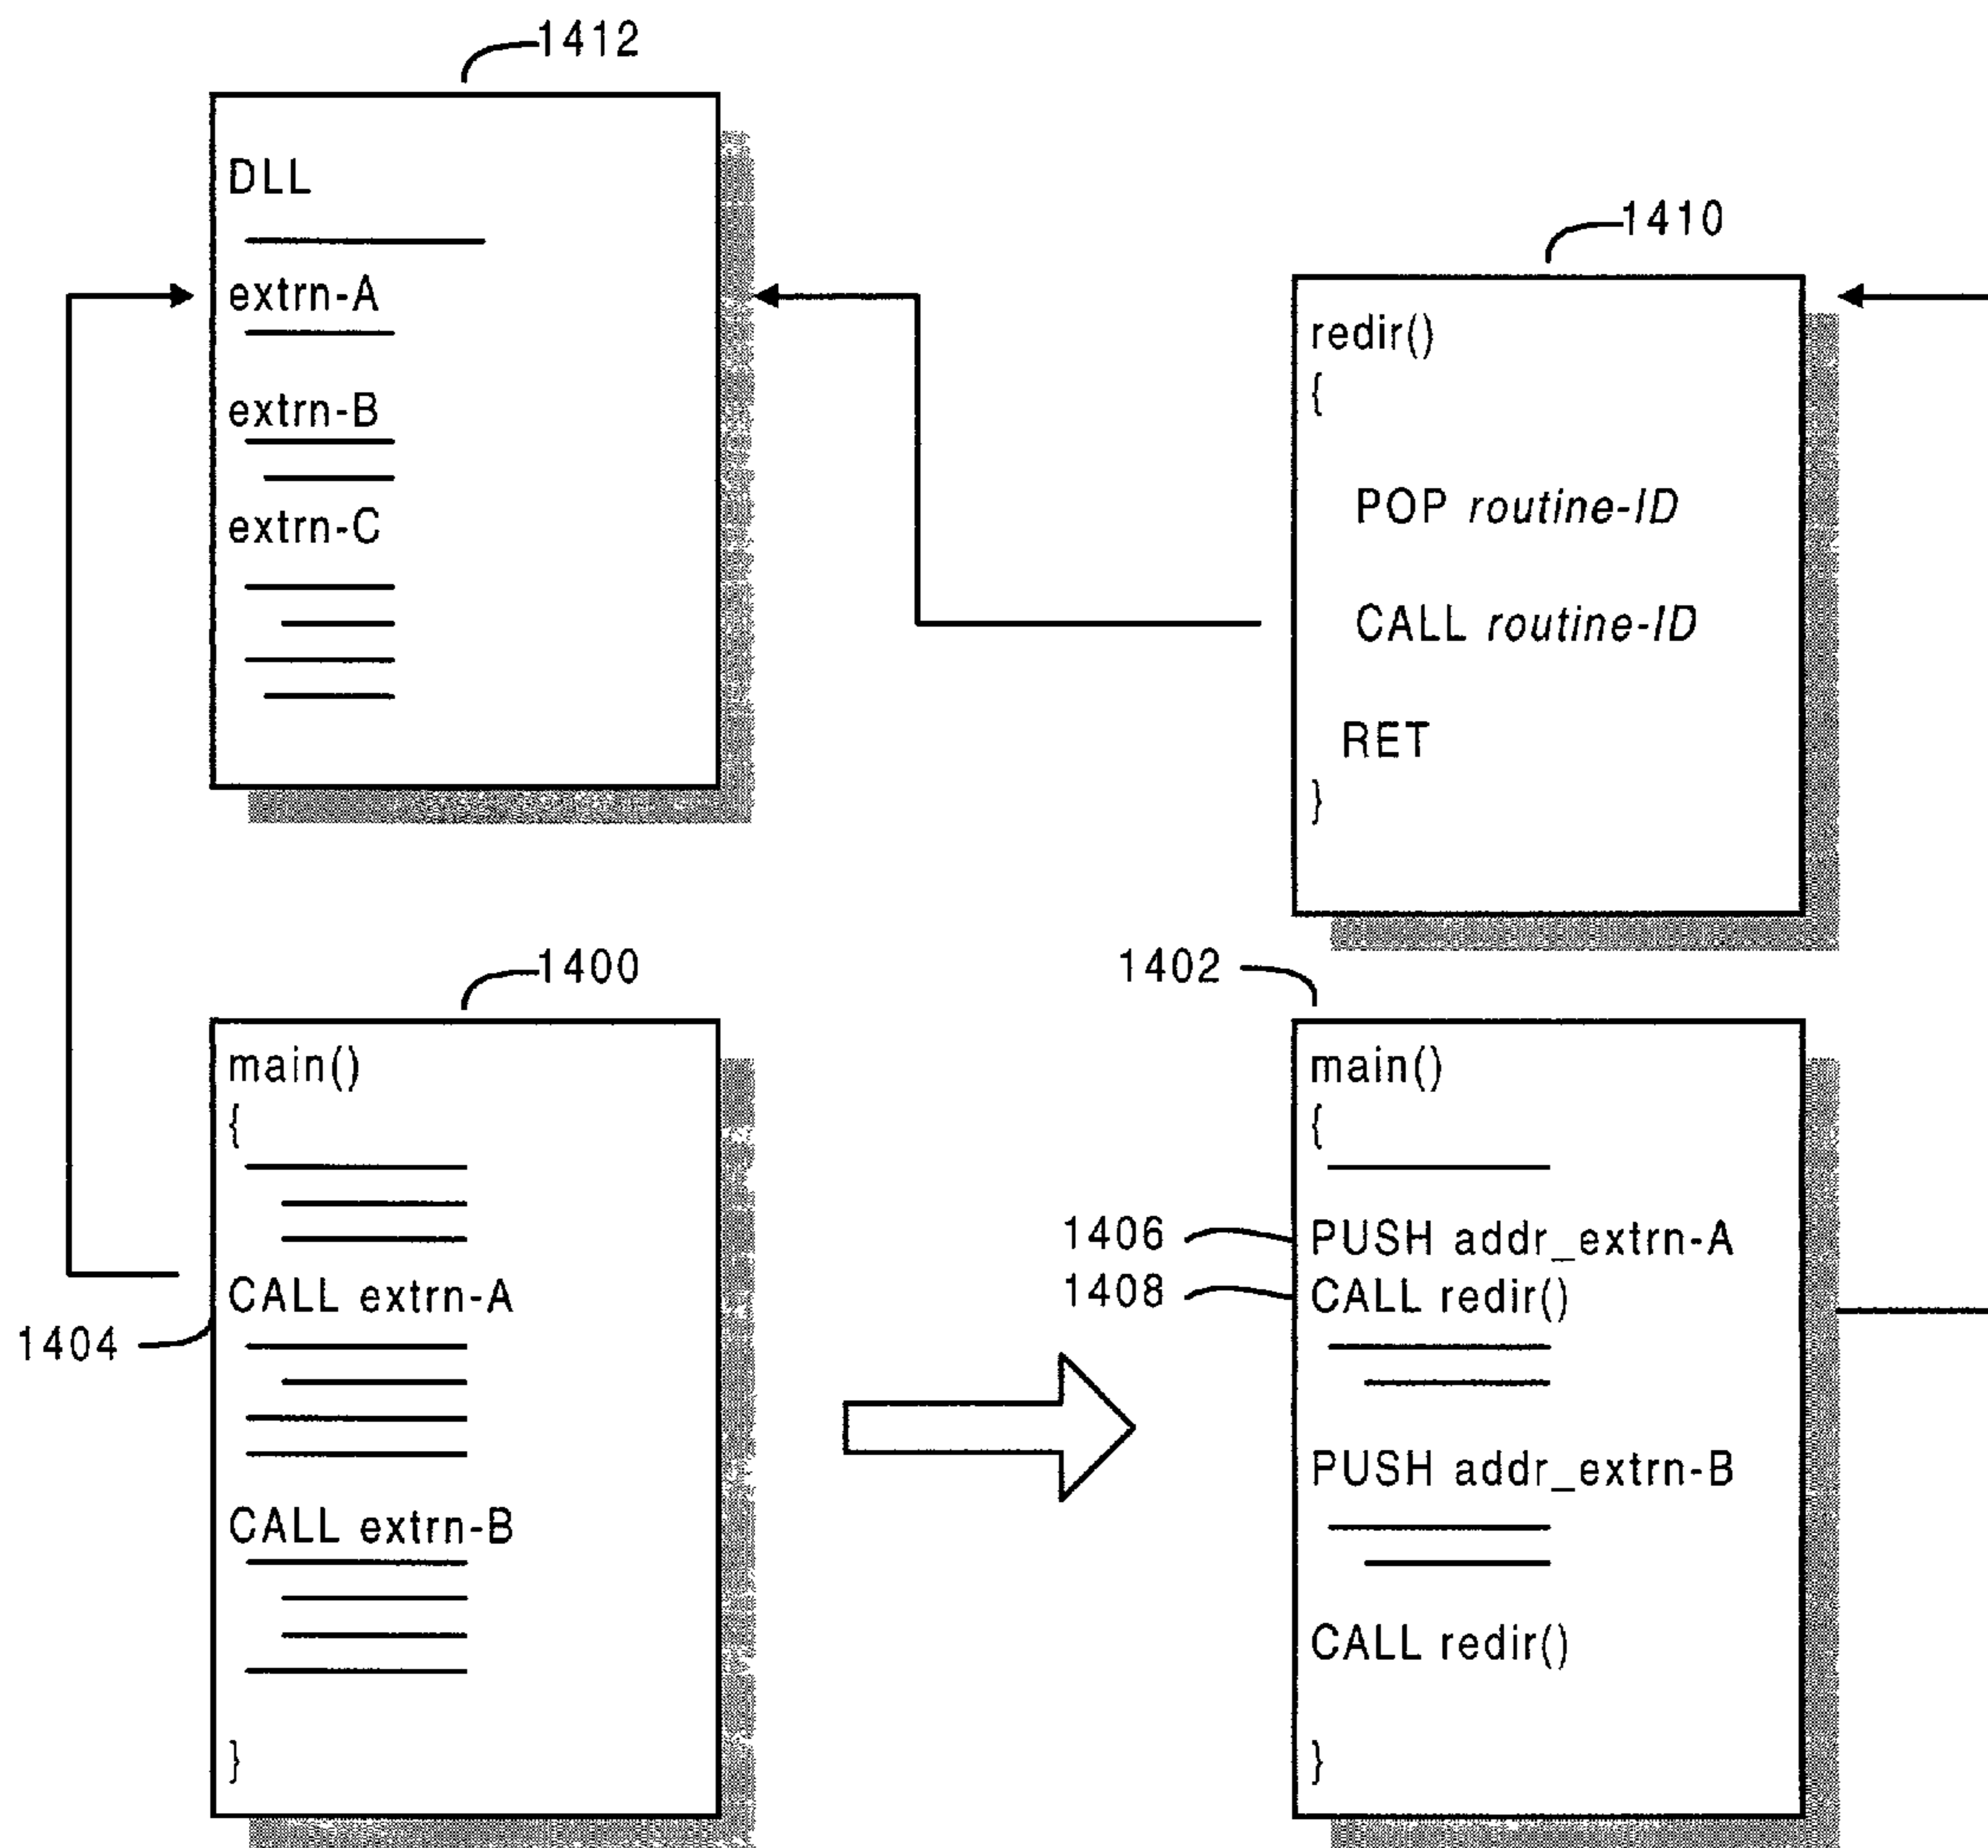 1412
DLL
extrn-A
extrn-B
extrn-C
1410
redir()
{
POP routine-ID
CALL routine-ID
RET
}
1400
main()
{
CALL extrn-A
1404
CALL extrn-B
}
1402
main()
{
1406 PUSH addr_extrn-A
1408 CALL redir()
PUSH addr_extrn-B
CALL redir()
}